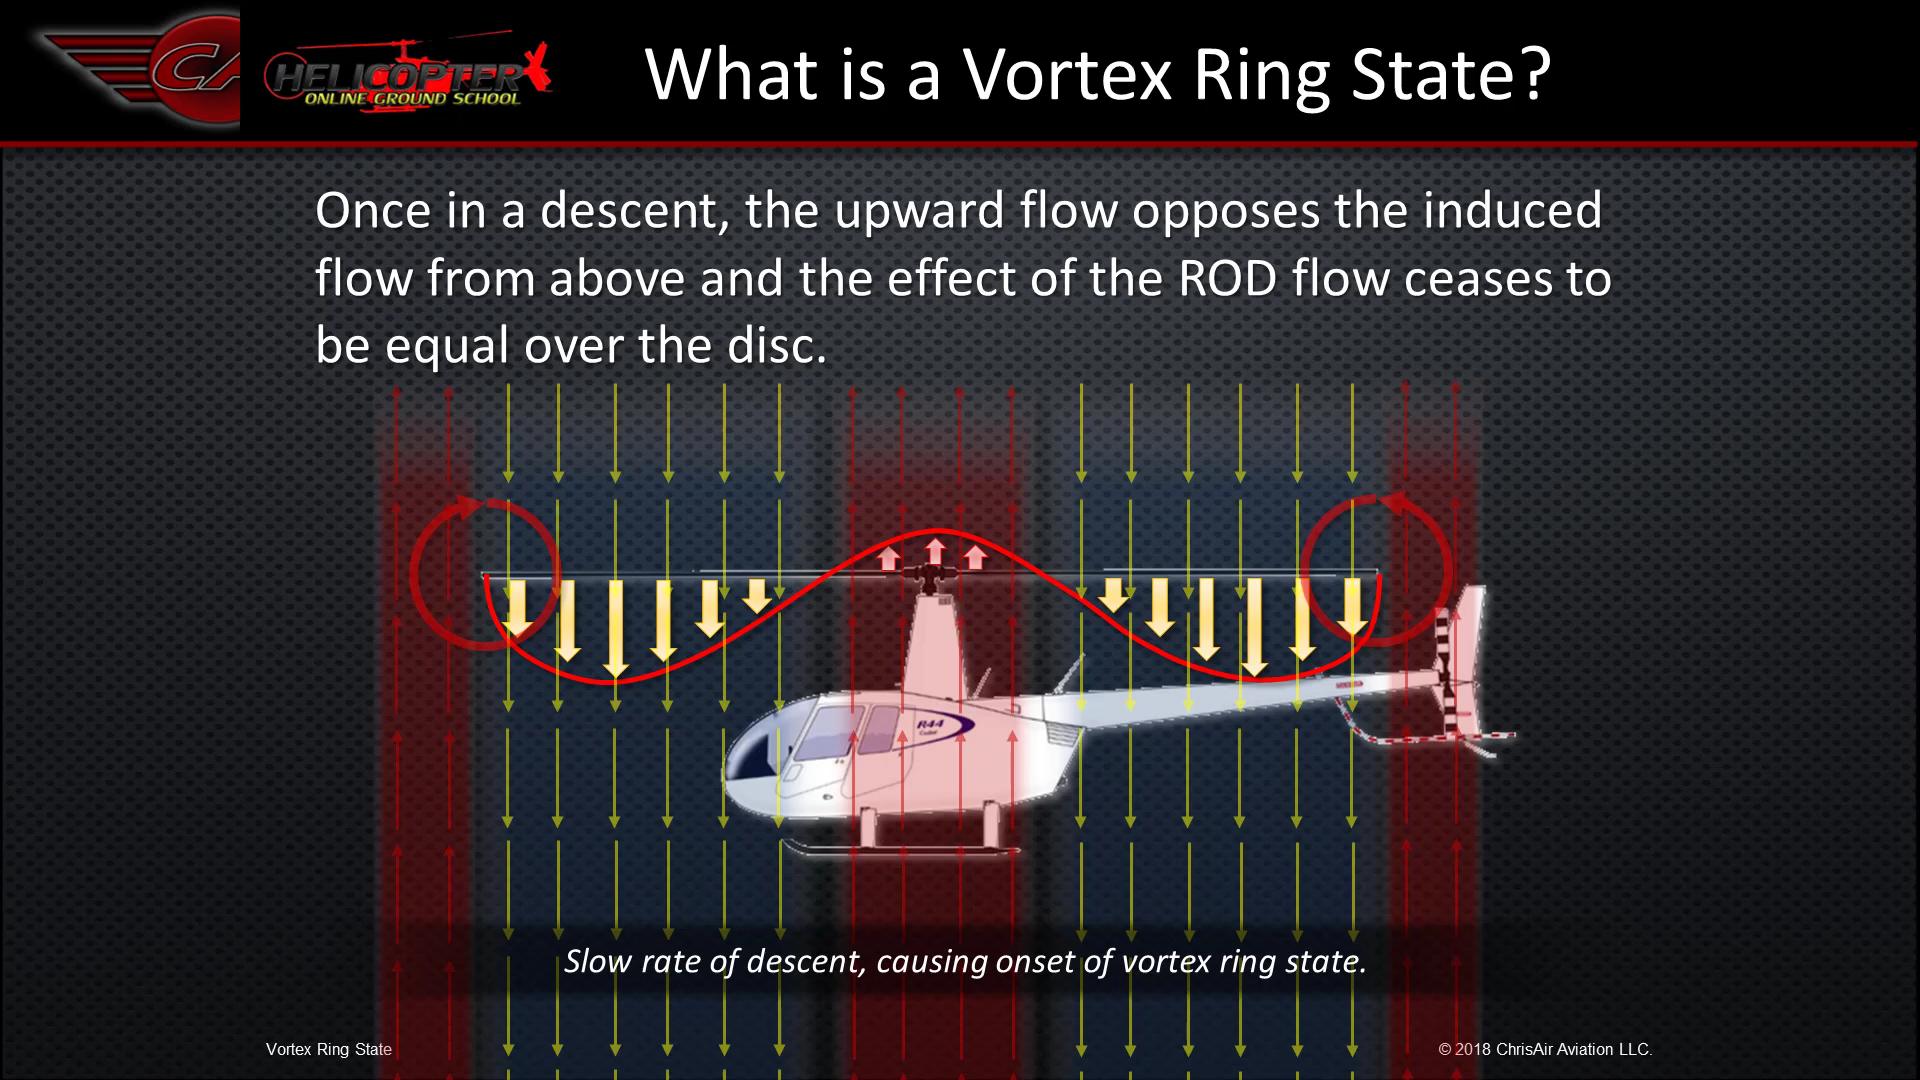 CA
HELICOPTER
ONLINE GROUND SCHOOL
What is a Vortex Ring State?
Once in a descent, the upward flow opposes the induced
flow from above and the effect of the ROD flow ceases to
be equal over the disc.
R44
Slow rate of descent, causing onset of vortex ring state.
Vortex Ring State
© 2018 ChrisAir Aviation LLC.